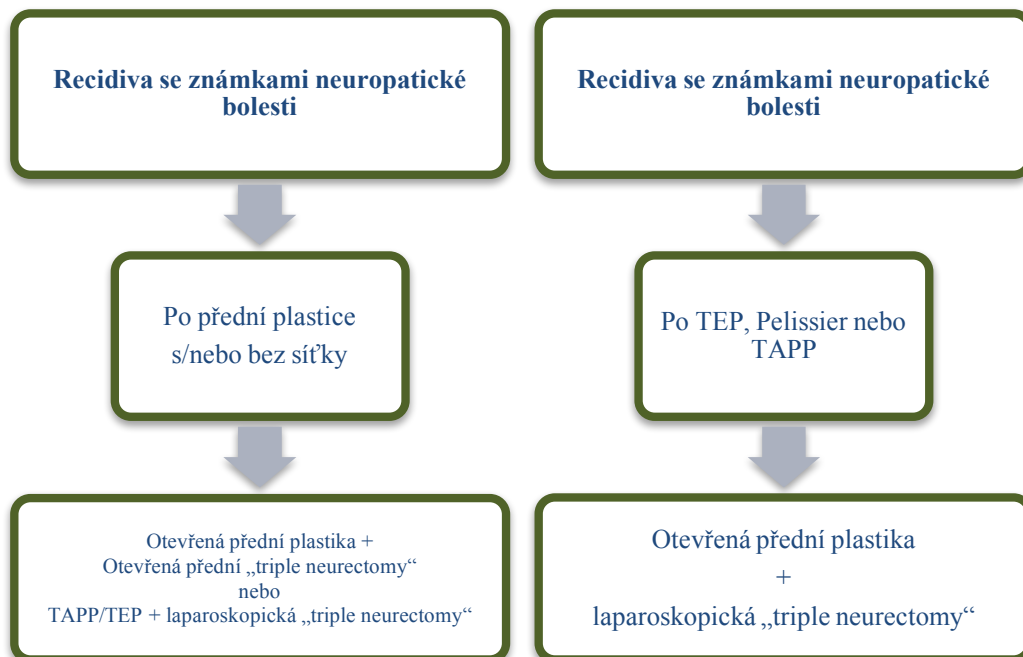 Recidiva se známkami neuropatické
bolesti
Po přední plastice
s/nebo bez síťky
Otevřená přední plastika +
Otevřená přední „triple neurectomy“
nebo
TAPP/TEP + laparoskopická „triple neurectomy“
Recidiva se známkami neuropatické
bolesti
Po TEP, Pelissier nebo
TAPP
Otevřená přední plastika
+
laparoskopická „triple neurectomy“